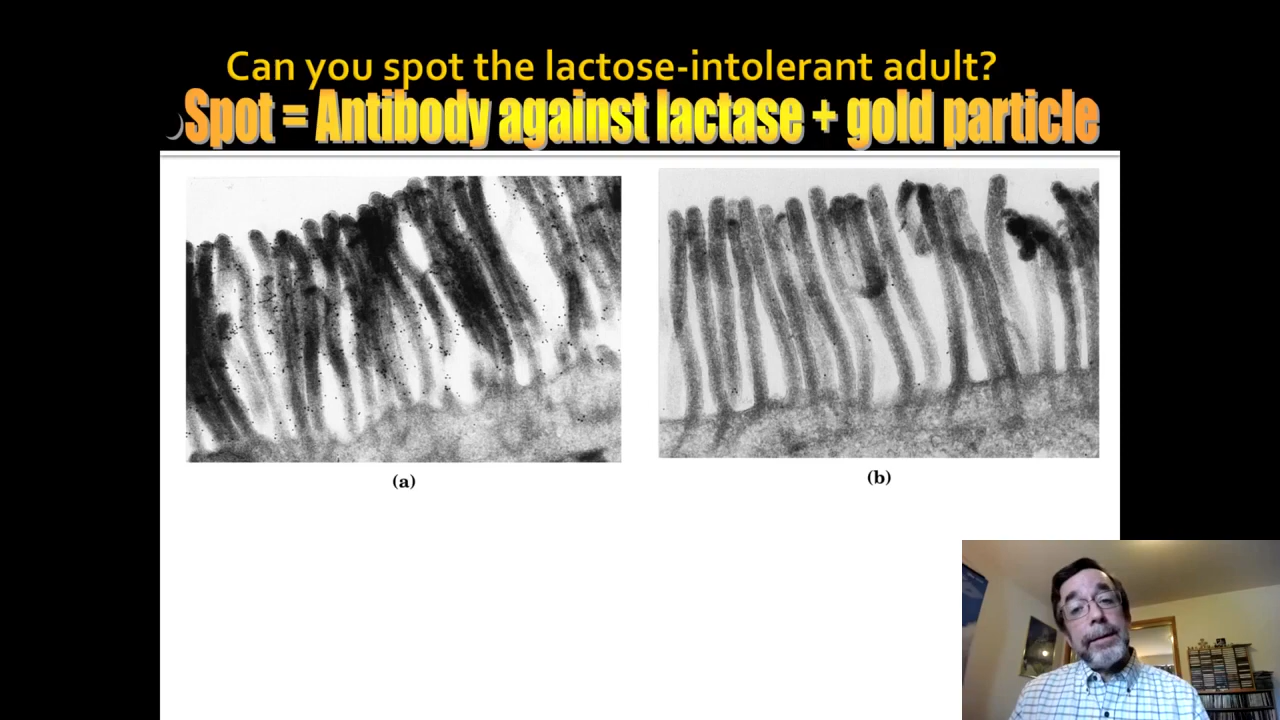 Can you spot the lactose-intolerant adult?
Spot = Antibody against lactase + gold particle
(a)
(b)